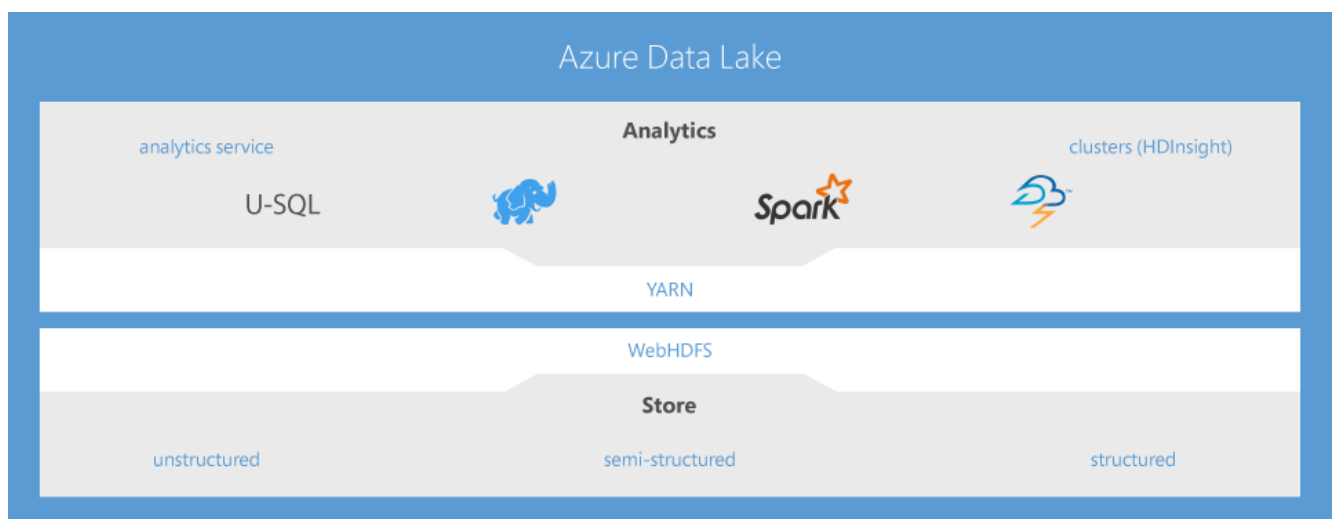 Azure Data Lake
Analytics
analytics service
clusters (HDInsight)
U-SQL
Spark
YARN
WebHDFS
Store
unstructured
semi-structured
structured